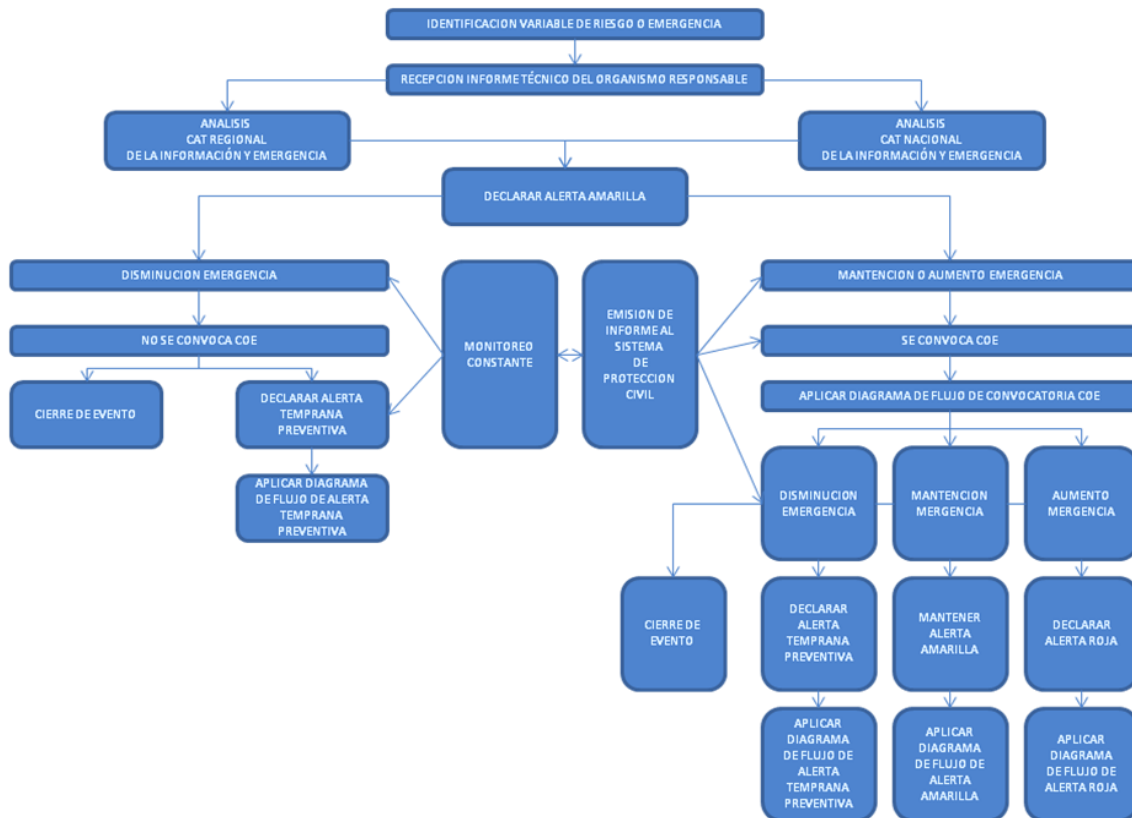 IDENTIFICACION VARIABLE DE RIESGO O EMERGENCIA
RECEPCION INFORME TÉCNICO DEL ORGANISMO RESPONSABLE
ANALISIS
CAT REGIONAL
DE LA INFORMACIÓN Y EMERGENCIA
ANALISIS
CAT NACIONAL
DE LA INFORMACIÓN Y EMERGENCIA
DECLARAR ALERTA AMARILLA
DISMINUCION EMERGENCIA
NO SE CONVOCA COE
CIERRE DE EVENTO
DECLARAR ALERTA
TEMPRANA
PREVENTIVA
APLICAR DIAGRAMA
DE FLUJO DE ALERTA
TEMPRANA
PREVENTIVA
MONITOREO
CONSTANTE
EMISION DE
INFORME AL
SISTEMA
DE
PROTECCION
CIVIL
MANTENCION O AUMENTO EMERGENCIA
SE CONVOCA COE
APLICAR DIAGRAMA DE FLUJO DE CONVOCATORIA COE
DISMINUCION
EMERGENCIA
MANTENCION
MERGENCIA
AUMENTO
MERGENCIA
CIERRE DE
EVENTO
DECLARAR
ALERTA
TEMPRANA
PREVENTIVA
MANTENER
ALERTA
AMARILLA
DECLARAR
ALERTA ROJA
APLICAR
DIAGRAMA
DE FLUJO DE
ALERTA
TEMPRANA
PREVENTIVA
APLICAR
DIAGRAMA
DE FLUJO DE
ALERTA
AMARILLA
APLICAR
DIAGRAMA
DE FLUJO DE
ALERTA ROJA